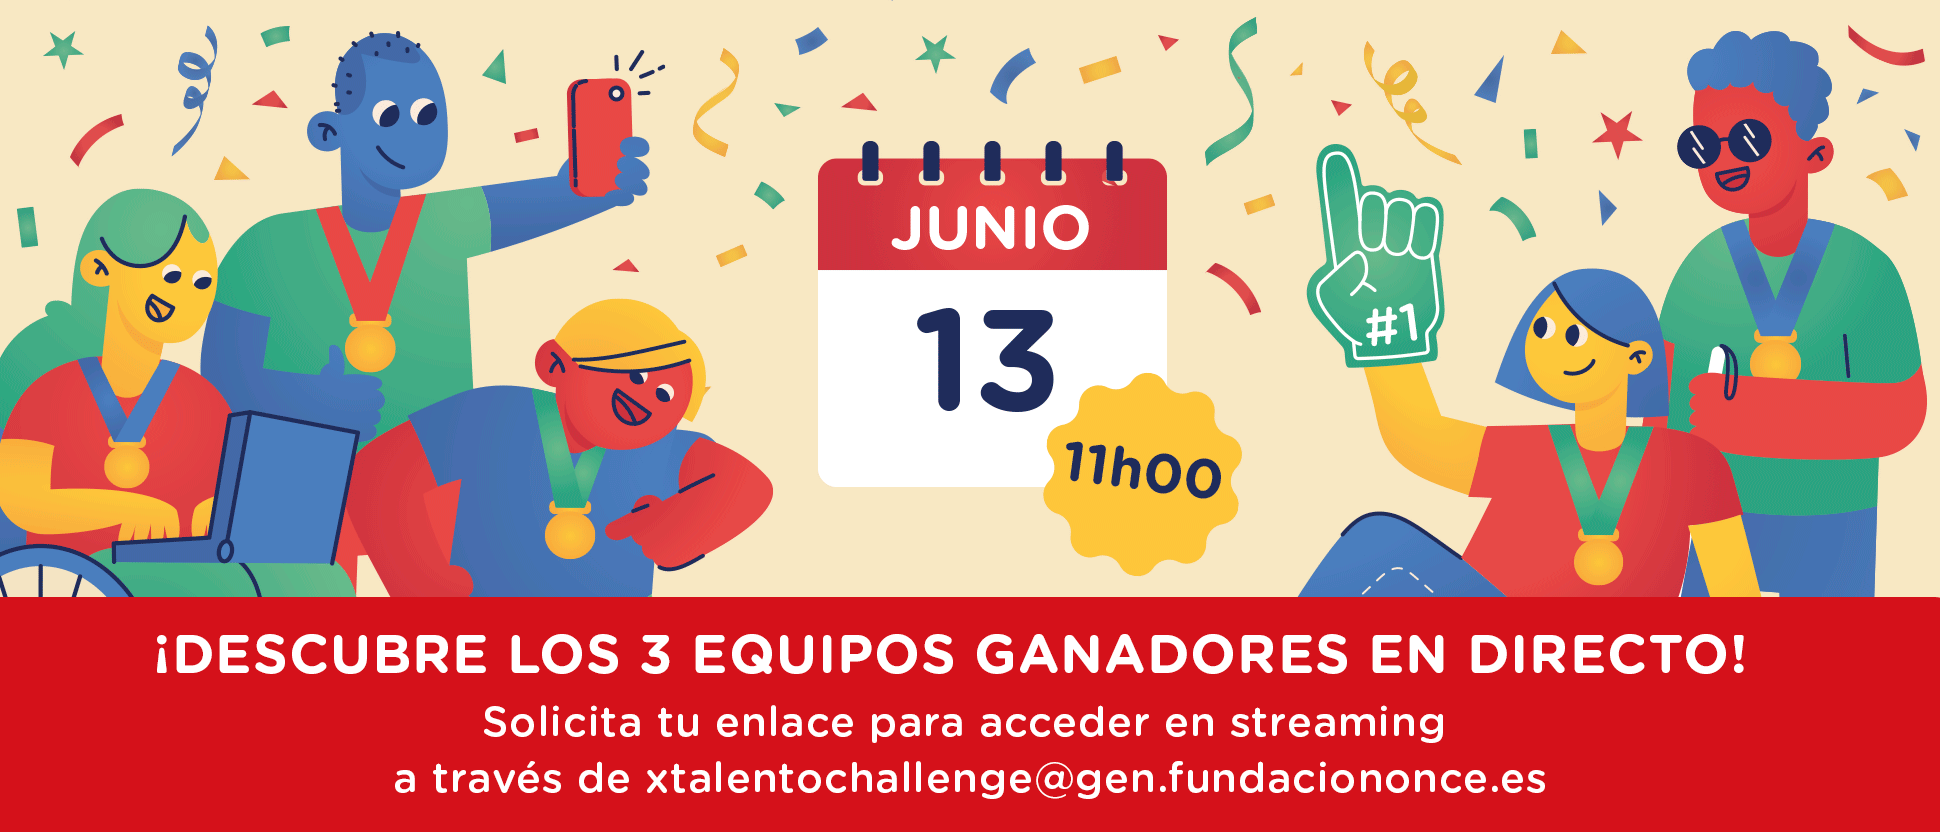 JUNIO
13
11h00
#1
¡DESCUBRE LOS 3 EQUIPOS GANADORES EN DIRECTO!
Solicita tu enlace para acceder en streaming
a través de xtalentochallenge@gen.fundaciononce.es